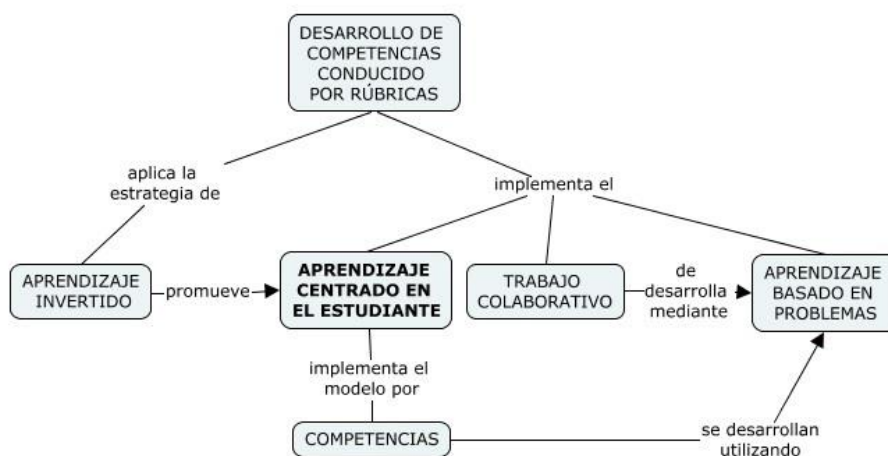 DESARROLLO DE
COMPETENCIAS
CONDUCIDO
POR RÚBRICAS
aplica la
estrategia de
implementa el
APRENDIZAJE
INVERTIDO
promueve
APRENDIZAJE
CENTRADO EN
EL ESTUDIANTE
TRABAJO
COLABORATIVO
de
desarrolla
mediante
APRENDIZAJE
BASADO EN
PROBLEMAS
implementa el
modelo por
COMPETENCIAS
se desarrollan
utilizando